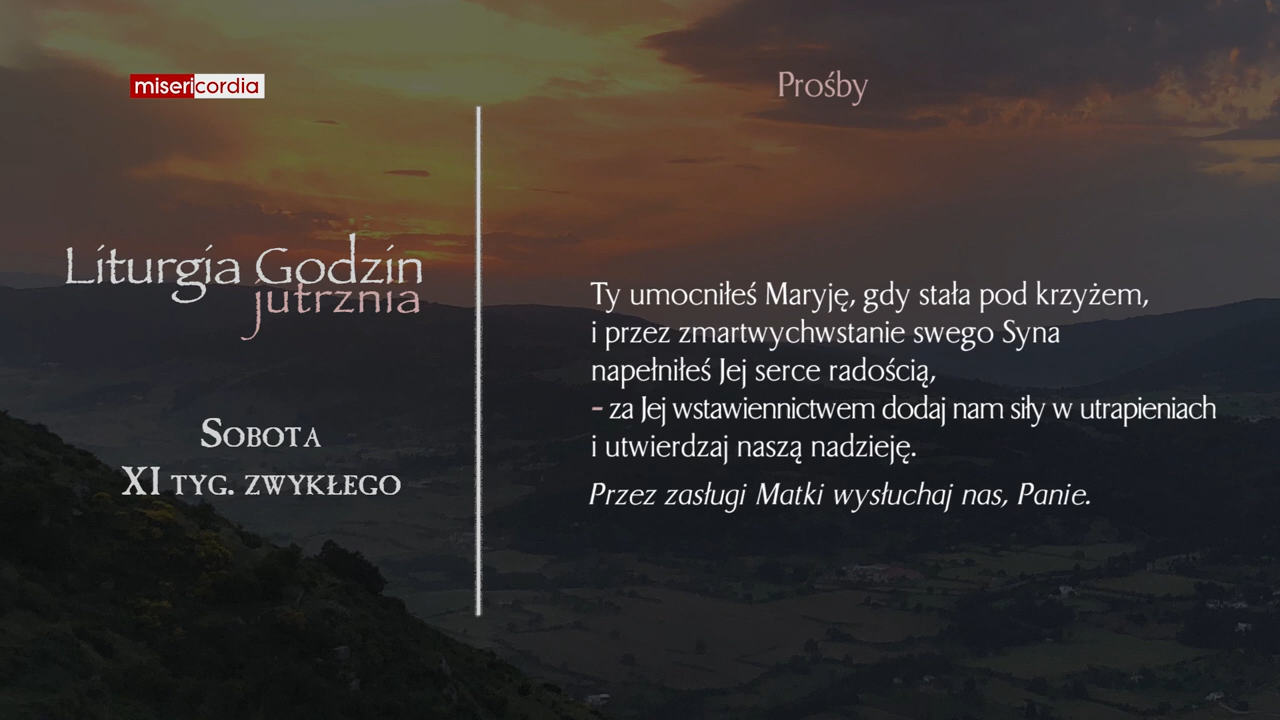 misericordia
Liturgia Godzin
jutrznia
Sobota
XI tyg. zwykłego
Prośby
Ty umocniłeś Maryję, gdy stała pod krzyżem,
i przez zmartwychwstanie swego Syna
napełniłeś Jej serce radością,
- za Jej wstawiennictwem dodaj nam siły w utrapieniach
i utwierdzaj naszą nadzieję.
Przez zasługi Matki wysłuchaj nas, Panie.